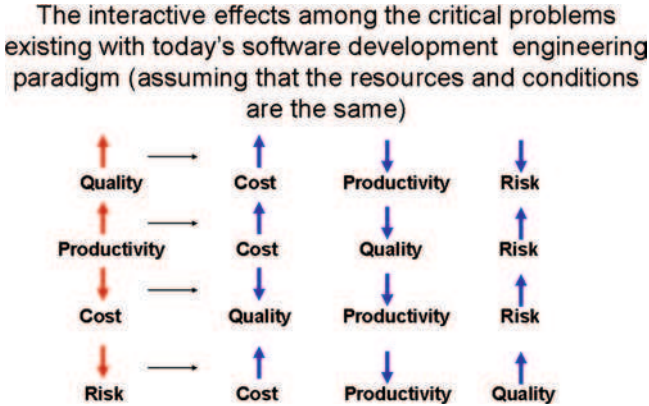 The interactive effects among the critical problems
existing with today's software development engineering
paradigm (assuming that the resources and conditions
are the same)
Quality Cost Productivity Risk
Productivity Cost Quality Risk
Cost Quality Productivity Risk
Risk Cost Productivity Quality